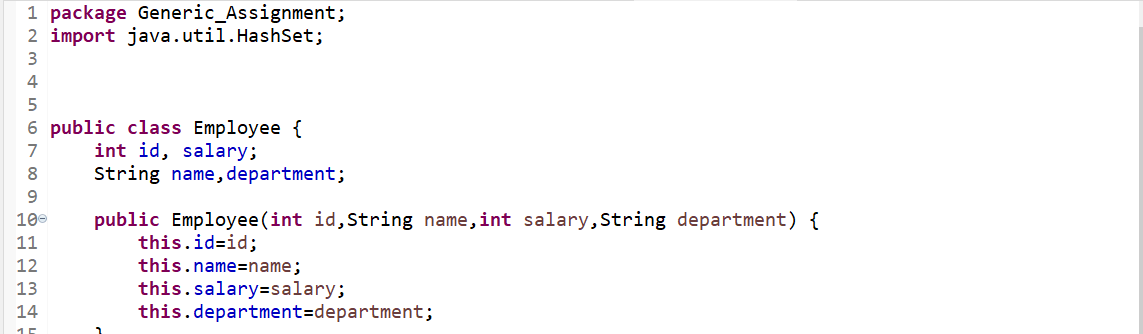 1 package Generic_Assignment;
2 import java.util.HashSet;
3
4
5
6 public class Employee {
7     int id, salary;
8     String name,department;
9
10     public Employee(int id,String name,int salary,String department) {
11         this.id=id;
12         this.name=name;
13         this.salary=salary;
14         this.department=department;
15     }